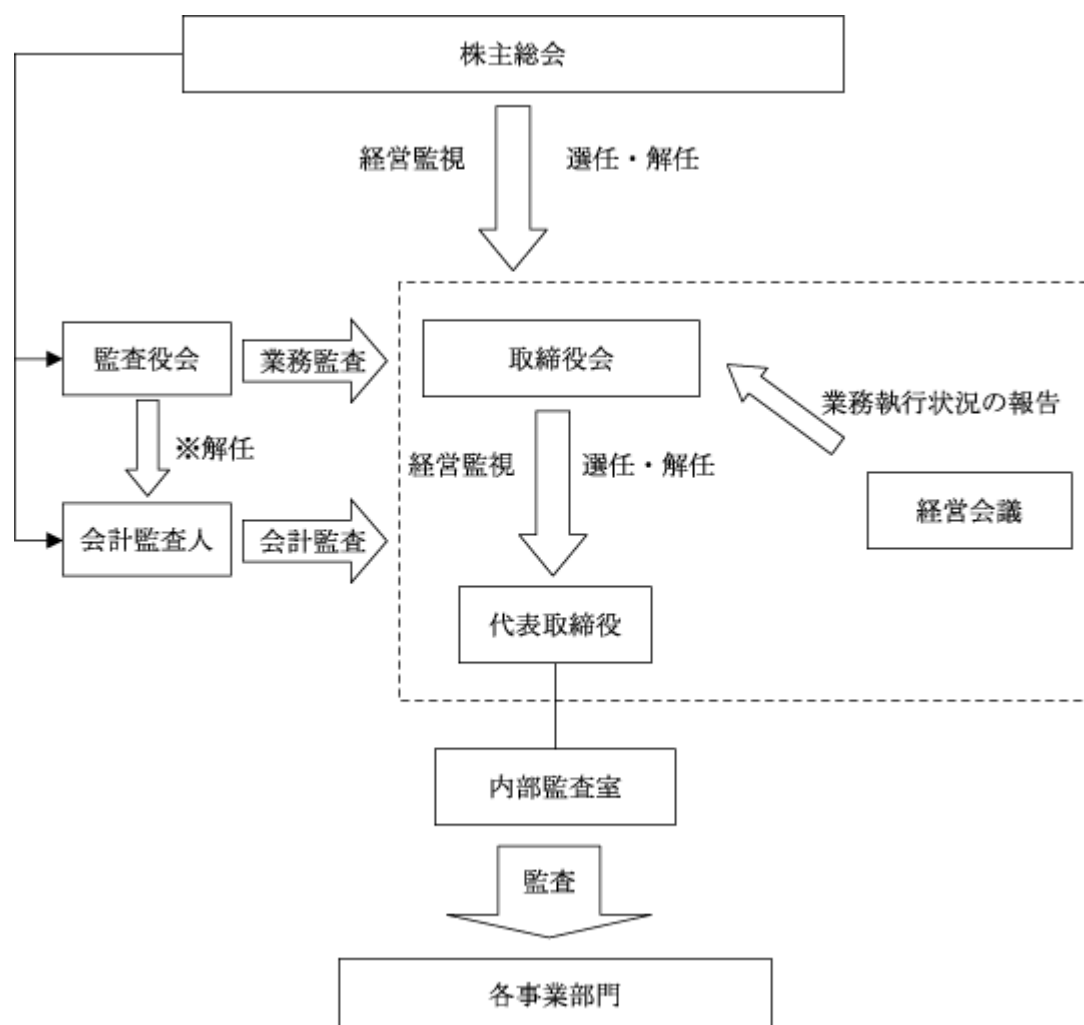 株主総会
経営監視
選任・解任
監査役会
業務監査
取締役会
業務執行状況の報告
※解任
経営監視
選任・解任
経営会議
会計監査人
会計監査
代表取締役
内部監査室
監査
各事業部門